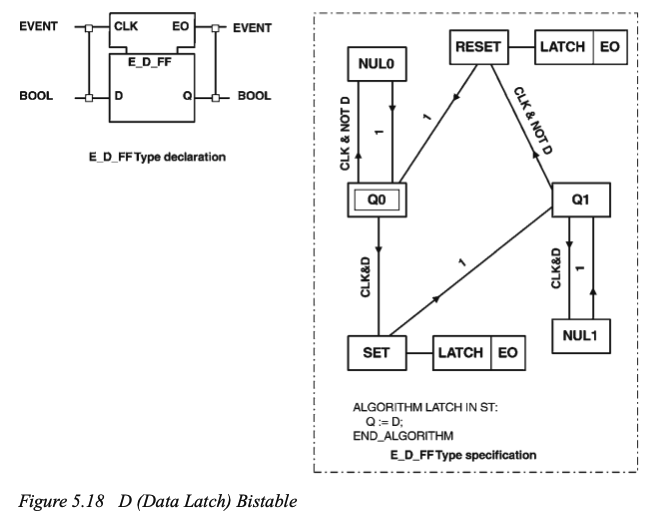 EVENT
CLK
EO
EVENT
E_D_FF
BOOL
D
Q
BOOL
E_D_FF Type declaration
RESET
LATCH
EO
NUL0
CLK & NOT D
1
1
CLK & NOT D
Q0
Q1
CLK&D
1
CLK&D
1
SET
LATCH
EO
NUL1
ALGORITHM LATCH IN ST:
Q := D;
END_ALGORITHM
E_D_FF Type specification
Figure 5.18 D (Data Latch) Bistable